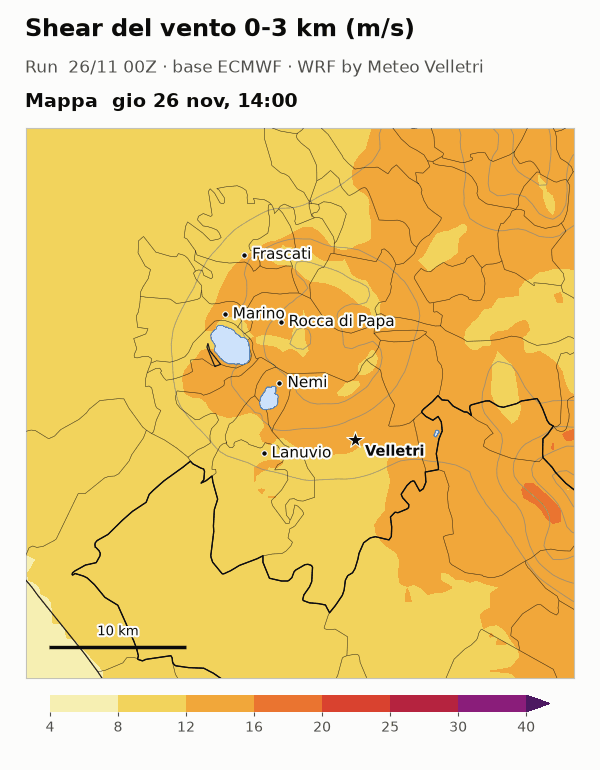 Shear del vento 0-3 km (m/s)
Run  26/11 00Z · base ECMWF · WRF by Meteo Velletri
Mappa  gio 26 nov, 14:00
Frascati
Marino
Rocca di Papa
Nemi
Velletri
Lanuvio
10 km
4 8 12 16 20 25 30 40